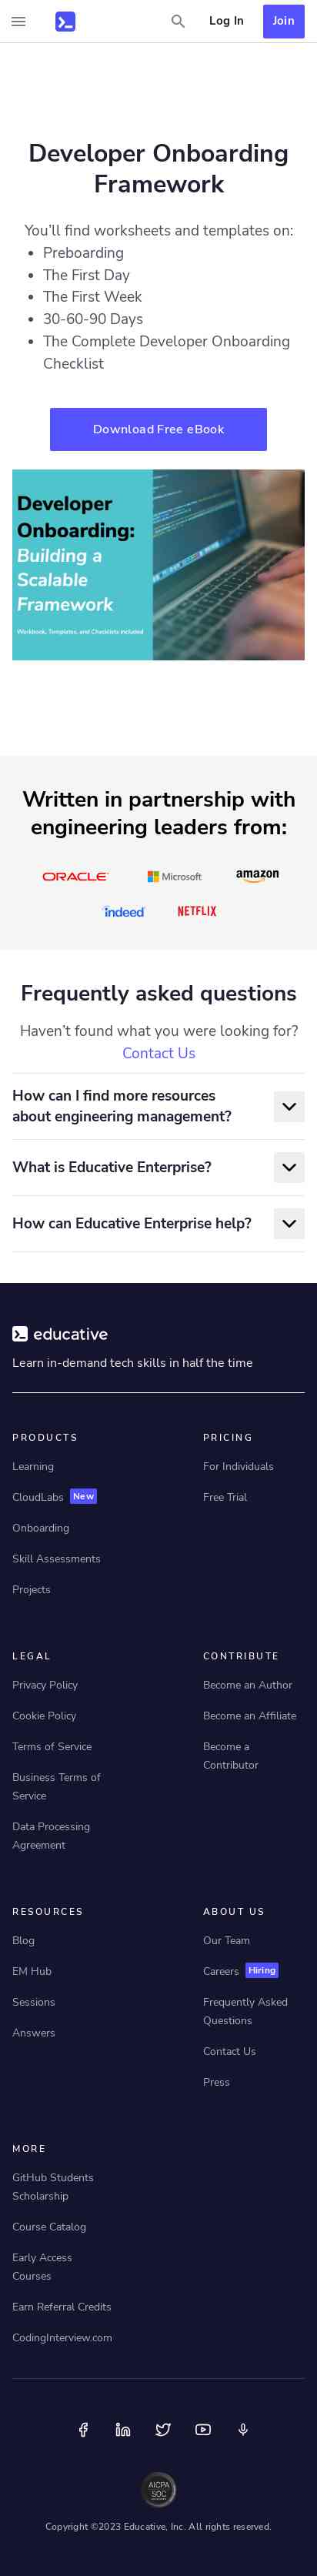 Log In
Join
Developer Onboarding
Framework
You'll find worksheets and templates on:
• Preboarding
• The First Day
• The First Week
• 30-60-90 Days
• The Complete Developer Onboarding
Checklist
Download Free eBook
Developer
Onboarding:
Building a
Scalable
Framework
Workbook, Templates, and Checklists Included
Written in partnership with
engineering leaders from:
ORACLE
Microsoft
amazon
indeed
NETFLIX
Frequently asked questions
Haven't found what you were looking for?
Contact Us
How can I find more resources
about engineering management?
What is Educative Enterprise?
How can Educative Enterprise help?
educative
Learn in-demand tech skills in half the time
PRODUCTS
Learning
CloudLabs New
Onboarding
Skill Assessments
Projects
PRICING
For Individuals
Free Trial
LEGAL
Privacy Policy
Cookie Policy
Terms of Service
Business Terms of
Service
Data Processing
Agreement
CONTRIBUTE
Become an Author
Become an Affiliate
Become a
Contributor
RESOURCES
Blog
EM Hub
Sessions
Answers
ABOUT US
Our Team
Careers Hiring
Frequently Asked
Questions
Contact Us
Press
MORE
GitHub Students
Scholarship
Course Catalog
Early Access
Courses
Earn Referral Credits
CodingInterview.com
AICPA
SOC
Copyright ©2023 Educative, Inc. All rights reserved.